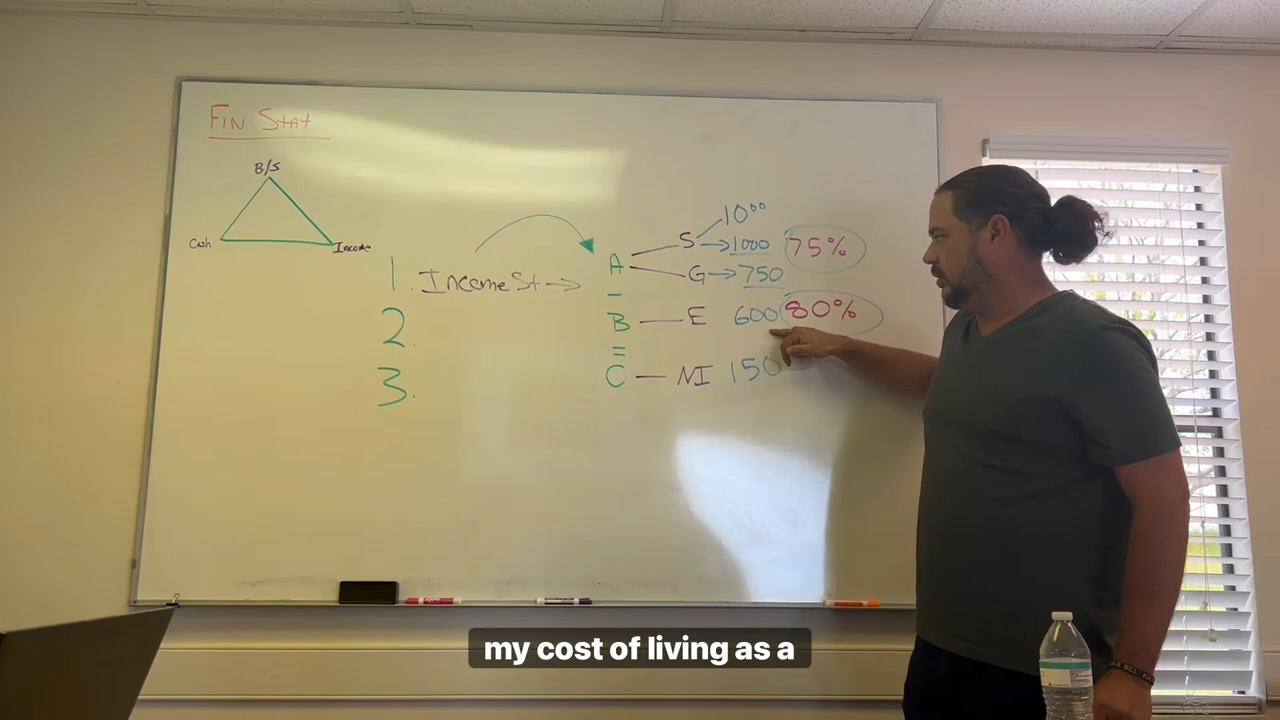 FIN Stat
B/S
Cash
Income
1. Income St →
2.
3.
A
S
10⁰⁰
→ 1000 75%
G → 750
–
B — E 600 80%
=
C — NI 150
my cost of living as a